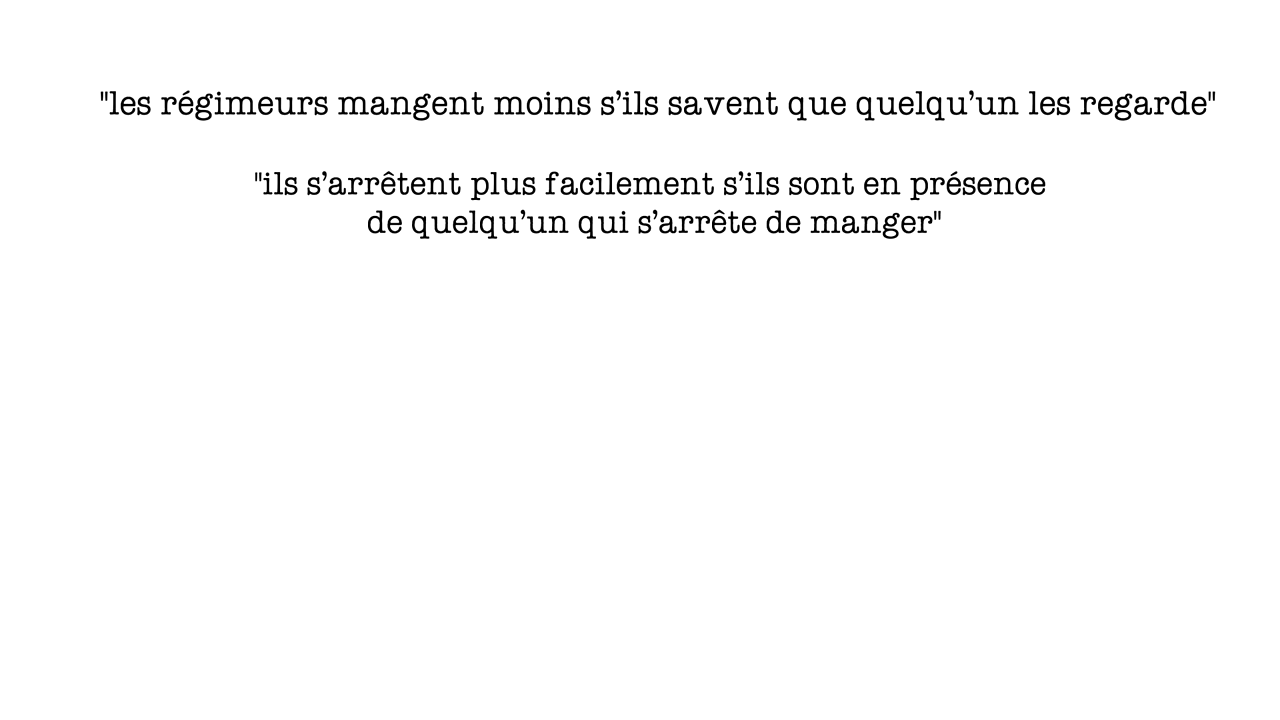 "les régimeurs mangent moins s’ils savent que quelqu’un les regarde"
"ils s’arrêtent plus facilement s’ils sont en présence
de quelqu’un qui s’arrête de manger"